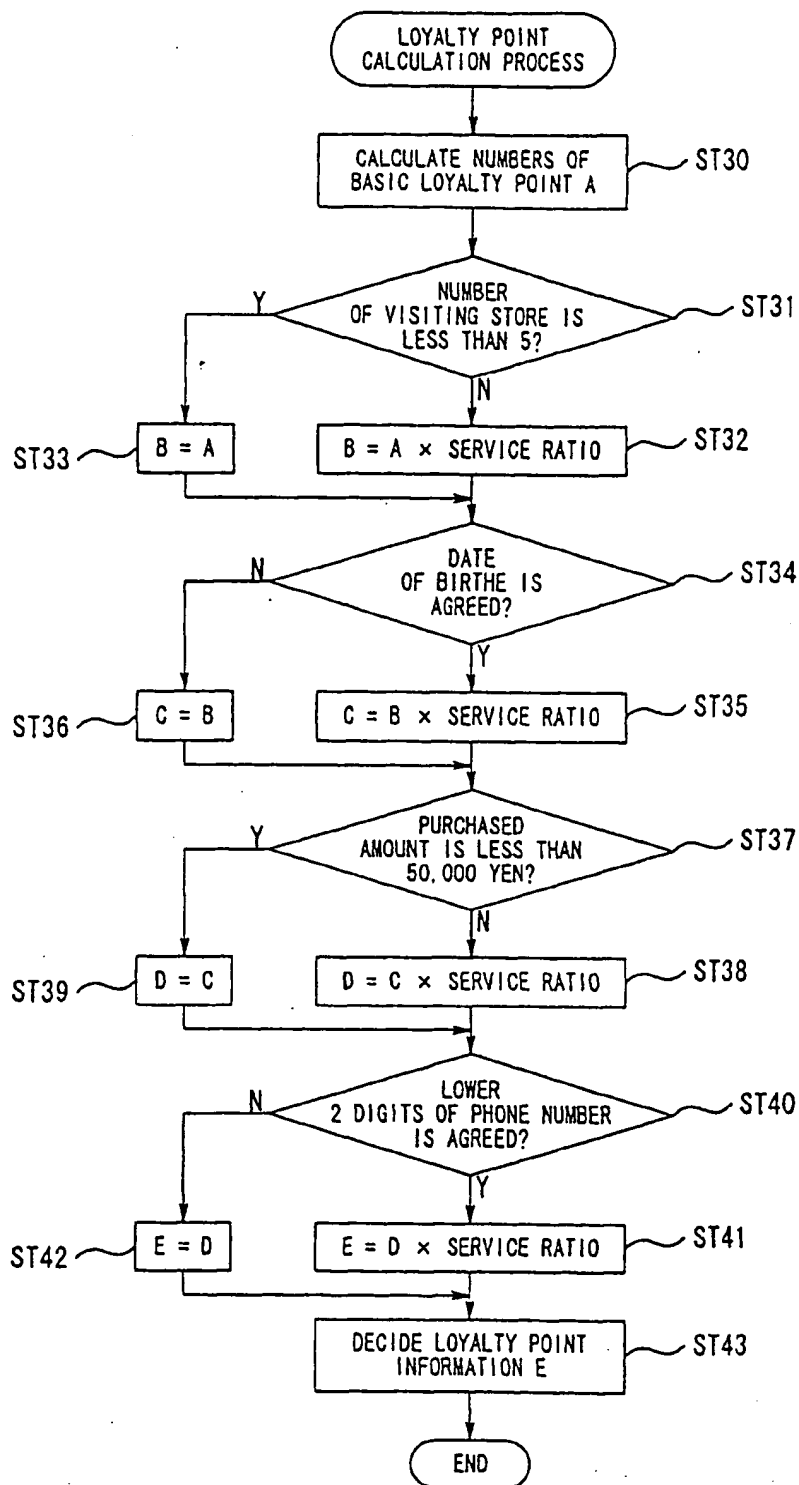 LOYALTY POINT
CALCULATION PROCESS
CALCULATE NUMBERS OF
BASIC LOYALTY POINT A
ST30
NUMBER
OF VISITING STORE IS
LESS THAN 5?
ST31
Y
N
ST33
B = A
B = A × SERVICE RATIO
ST32
DATE
OF BIRTHE IS
AGREED?
ST34
N
Y
ST36
C = B
C = B × SERVICE RATIO
ST35
PURCHASED
AMOUNT IS LESS THAN
50,000 YEN?
ST37
Y
N
ST39
D = C
D = C × SERVICE RATIO
ST38
LOWER
2 DIGITS OF PHONE NUMBER
IS AGREED?
ST40
N
Y
ST42
E = D
E = D × SERVICE RATIO
ST41
DECIDE LOYALTY POINT
INFORMATION E
ST43
END